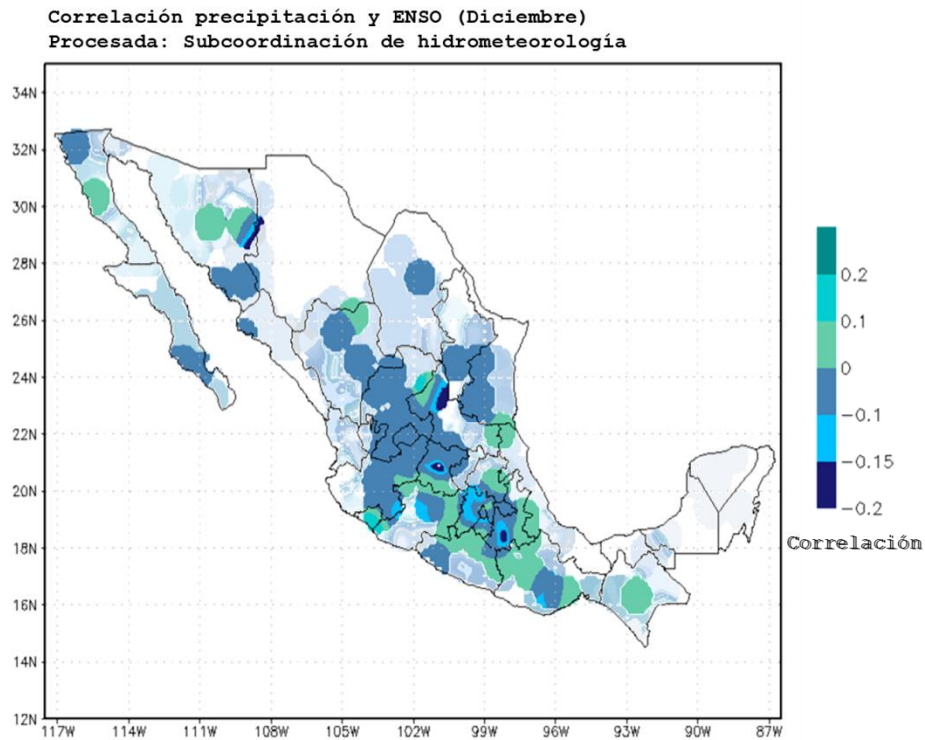 Correlación precipitación y ENSO (Diciembre)
Procesada: Subcoordinación de hidrometeorología
34N
32N
30N
28N
26N
24N
22N
20N
18N
16N
14N
12N
117W 114W 111W 108W 105W 102W 99W 96W 93W 90W 87W
0.2
0.1
0
−0.1
−0.15
−0.2
Correlación